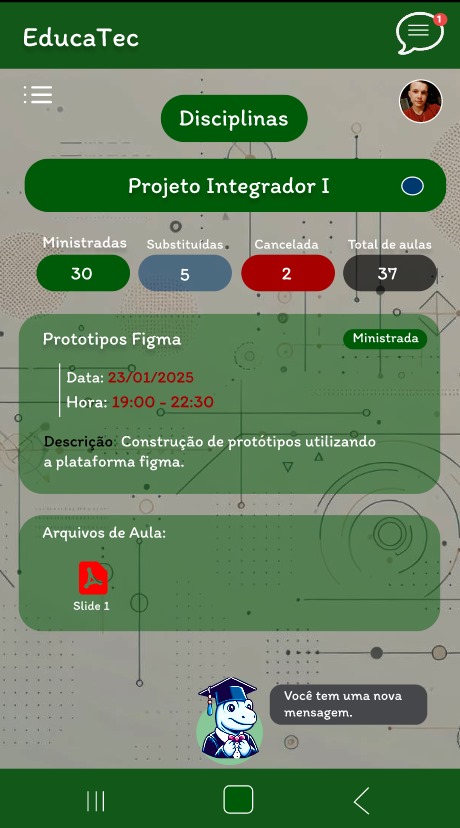 EducaTec
1
Disciplinas
Projeto Integrador I
Ministradas Substituídas Cancelada Total de aulas
30 5 2 37
Prototipos Figma Ministrada
Data: 23/01/2025
Hora: 19:00 - 22:30
Descrição: Construção de protótipos utilizando
a plataforma figma.
Arquivos de Aula:
Slide 1
Você tem uma nova
mensagem.